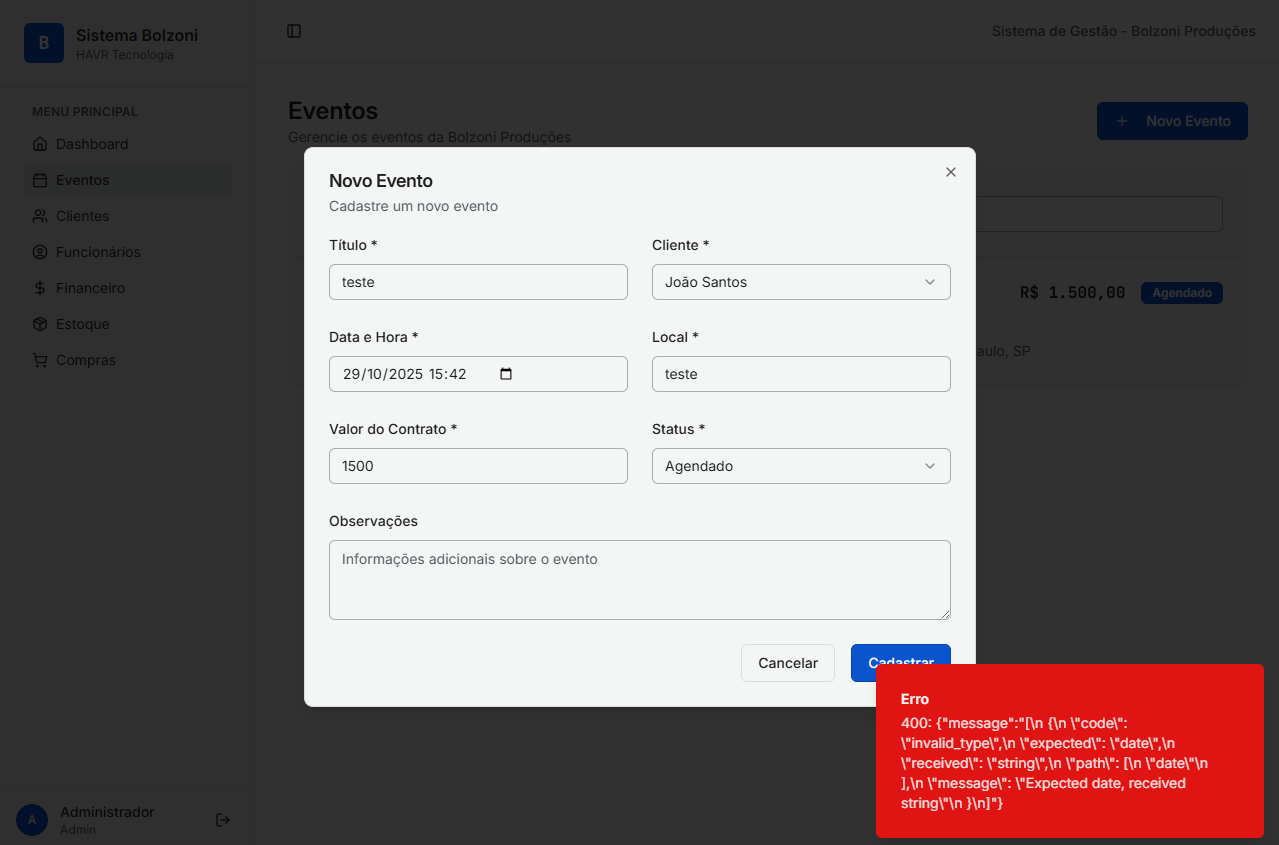 B
Sistema Bolzoni
HAVR Tecnologia
Sistema de Gestão - Bolzoni Produções
MENU PRINCIPAL
Dashboard
Eventos
Clientes
Funcionários
Financeiro
Estoque
Compras
Eventos
Gerencie os eventos da Bolzoni Produções
+ Novo Evento
R$ 1.500,00
Agendado
aulo, SP
Novo Evento
Cadastre um novo evento
Título *
Cliente *
teste
João Santos
Data e Hora *
Local *
29/10/2025 15:42
teste
Valor do Contrato *
Status *
1500
Agendado
Observações
Informações adicionais sobre o evento
Cancelar
Cadastrar
Erro
400: {"message":"[\n {\n \"code\":
\"invalid_type\",\n \"expected\": \"date\",\n
\"received\": \"string\",\n \"path\": [\n \"date\"\n
],\n \"message\": \"Expected date, received
string\"\n }\n]"}
A
Administrador
Admin